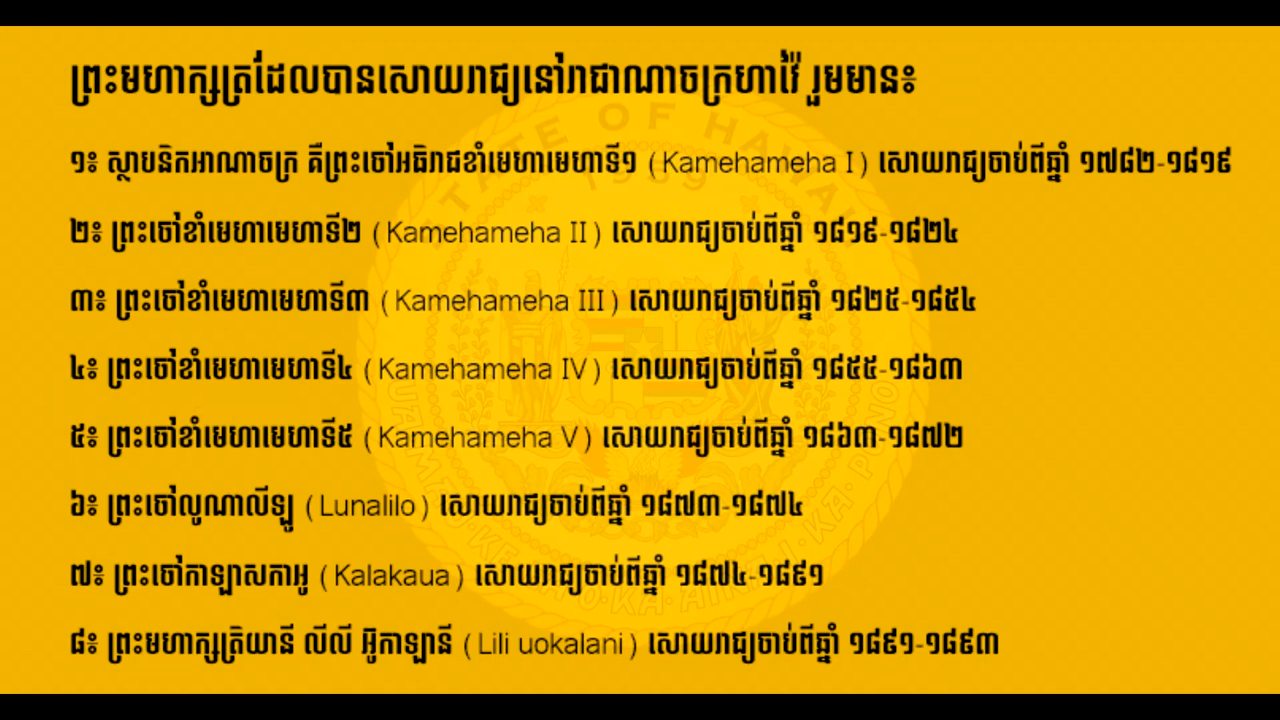 ព្រះមហាក្សត្រដែលបានសោយរាជ្យនៅរាជាណាចក្រហាវ៉ៃ រួមមាន៖
១៖ ស្ថាបនិកអាណាចក្រ គឺព្រះចៅអធិរាជខាំមេហាមេហាទី១ (Kamehameha I) សោយរាជ្យចាប់ពីឆ្នាំ ១៧៨២-១៨១៩
២៖ ព្រះចៅខាំមេហាមេហាទី២ (Kamehameha II) សោយរាជ្យចាប់ពីឆ្នាំ ១៨១៩-១៨២៤
៣៖ ព្រះចៅខាំមេហាមេហាទី៣ (Kamehameha III) សោយរាជ្យចាប់ពីឆ្នាំ ១៨២៥-១៨៥៤
៤៖ ព្រះចៅខាំមេហាមេហាទី៤ (Kamehameha IV) សោយរាជ្យចាប់ពីឆ្នាំ ១៨៥៥-១៨៦៣
៥៖ ព្រះចៅខាំមេហាមេហាទី៥ (Kamehameha V) សោយរាជ្យចាប់ពីឆ្នាំ ១៨៦៣-១៨៧២
៦៖ ព្រះចៅលូណាលីឡូ (Lunalilo) សោយរាជ្យចាប់ពីឆ្នាំ ១៨៧៣-១៨៧៤
៧៖ ព្រះចៅកាឡាសកាអូ (Kalakaua) សោយរាជ្យចាប់ពីឆ្នាំ ១៨៧៤-១៨៩១
៨៖ ព្រះមហាក្សត្រិយានី លីលី អ៊ូកាឡានី (Lili uokalani) សោយរាជ្យចាប់ពីឆ្នាំ ១៨៩១-១៨៩៣
STATE OF HAWAII
1959